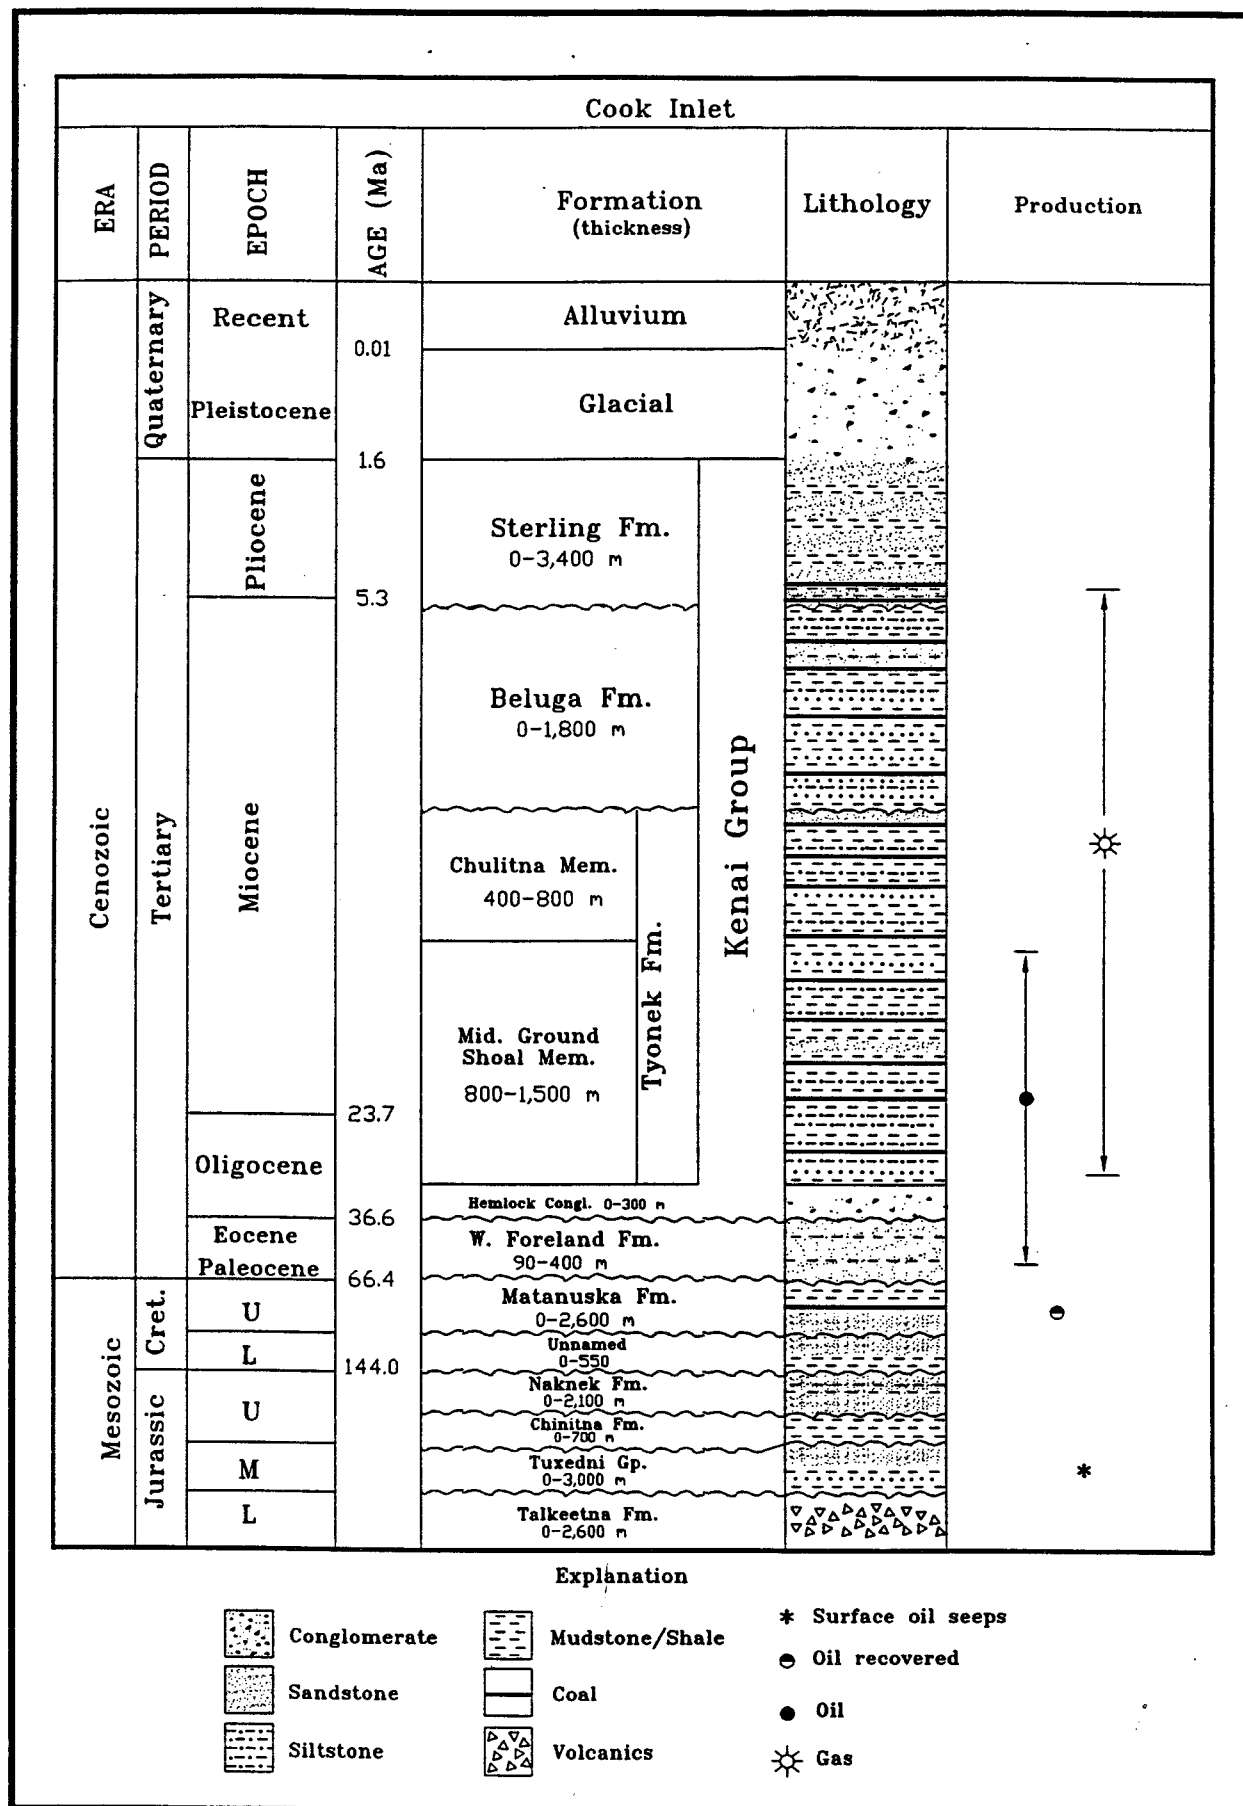 Cook Inlet
ERA
PERIOD
EPOCH
AGE (Ma)
Formation
(thickness)
Lithology
Production
Cenozoic
Mesozoic
Quaternary
Tertiary
Cret.
Jurassic
Recent
Pleistocene
Pliocene
Miocene
Oligocene
Eocene
Paleocene
U
L
U
M
L
0.01
1.6
5.3
23.7
36.6
66.4
144.0
Alluvium
Glacial
Sterling Fm.
0-3,400 m
Beluga Fm.
0-1,800 m
Chulitna Mem.
400-800 m
Mid. Ground
Shoal Mem.
800-1,500 m
Tyonek Fm.
Kenai Group
Hemlock Congl. 0-300 m
W. Foreland Fm.
90-400 m
Matanuska Fm.
0-2,600 m
Unnamed
0-550
Naknek Fm.
0-2,100 m
Chinitna Fm.
0-700 m
Tuxedni Gp.
0-3,000 m
Talkeetna Fm.
0-2,600 m
Explanation
Conglomerate
Sandstone
Siltstone
Mudstone/Shale
Coal
Volcanics
Surface oil seeps
Oil recovered
Oil
Gas